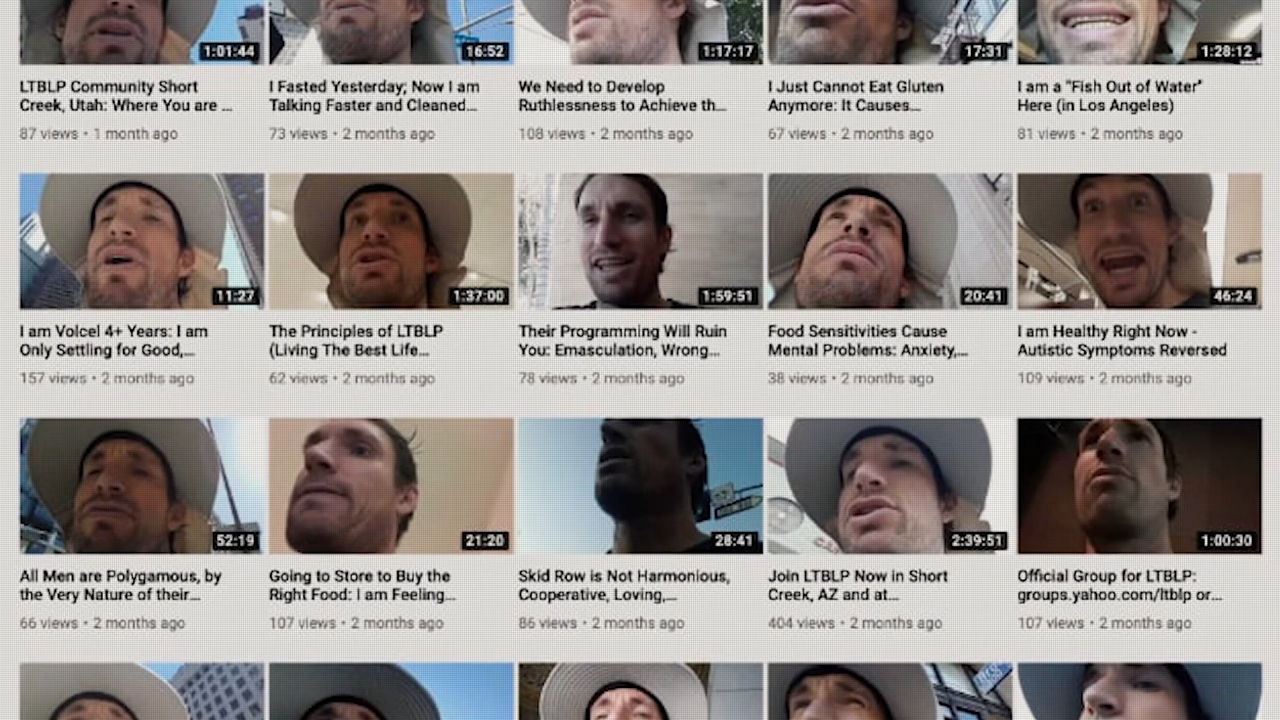 1:01:44
16:52
1:17:17
17:31
1:28:12
LTBLP Community Short
Creek, Utah: Where You are ...
87 views • 1 month ago
I Fasted Yesterday; Now I am
Talking Faster and Cleaned...
73 views • 2 months ago
We Need to Develop
Ruthlessness to Achieve th...
108 views • 2 months ago
I Just Cannot Eat Gluten
Anymore: It Causes...
67 views • 2 months ago
I am a "Fish Out of Water"
Here (in Los Angeles)
81 views • 2 months ago
11:27
1:37:00
1:59:51
20:41
46:24
I am Volcel 4+ Years: I am
Only Settling for Good,...
157 views • 2 months ago
The Principles of LTBLP
(Living The Best Life...
62 views • 2 months ago
Their Programming Will Ruin
You: Emasculation, Wrong...
78 views • 2 months ago
Food Sensitivities Cause
Mental Problems: Anxiety,...
38 views • 2 months ago
I am Healthy Right Now -
Autistic Symptoms Reversed
109 views • 2 months ago
52:19
21:20
28:41
2:39:51
1:00:30
All Men are Polygamous, by
the Very Nature of their...
66 views • 2 months ago
Going to Store to Buy the
Right Food: I am Feeling...
107 views • 2 months ago
Skid Row is Not Harmonious,
Cooperative, Loving,...
86 views • 2 months ago
Join LTBLP Now in Short
Creek, AZ and at...
404 views • 2 months ago
Official Group for LTBLP:
groups.yahoo.com/ltblp or...
107 views • 2 months ago